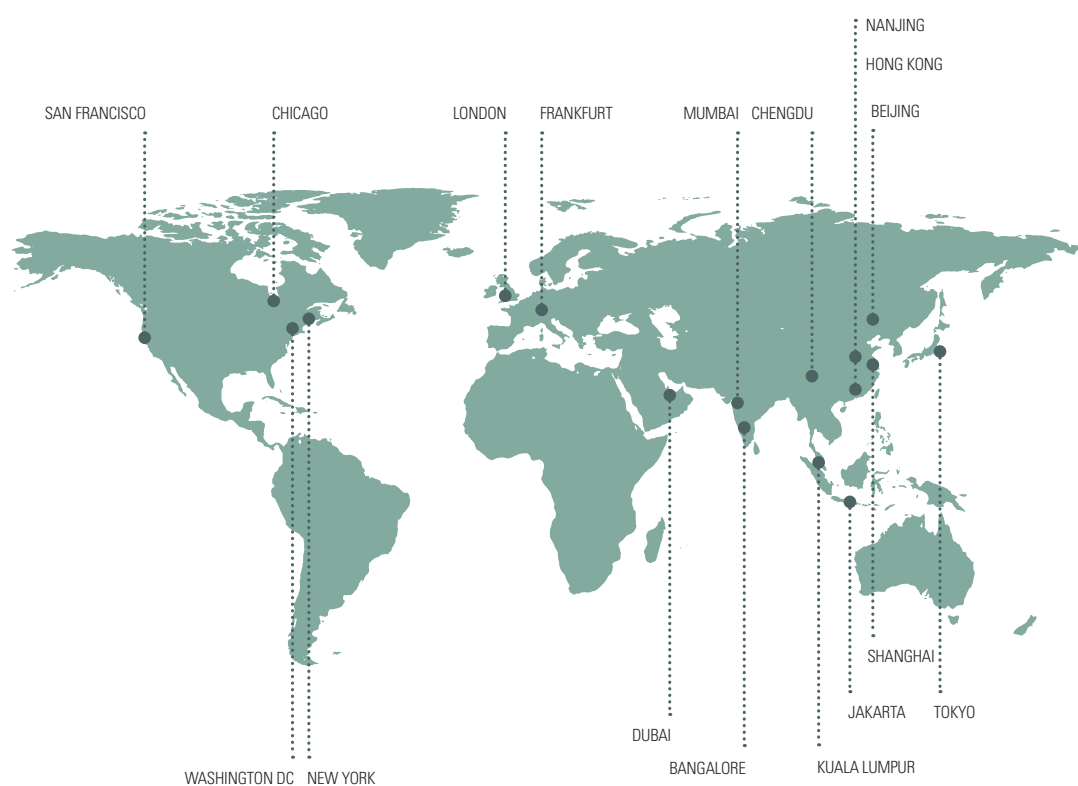 NANJING
HONG KONG
SAN FRANCISCO
CHICAGO
LONDON
FRANKFURT
MUMBAI
CHENGDU
BEIJING
SHANGHAI
JAKARTA
TOKYO
DUBAI
BANGALORE
KUALA LUMPUR
WASHINGTON DC
NEW YORK